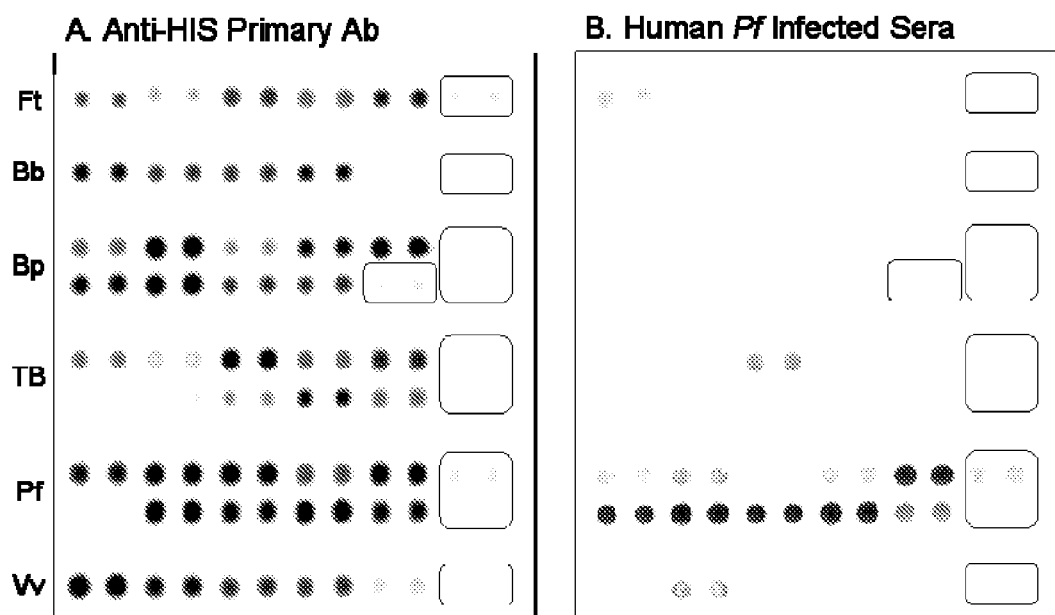 A. Anti-HIS Primary Ab
B. Human Pf Infected Sera
Ft
Bb
Bp
TB
Pf
Vv